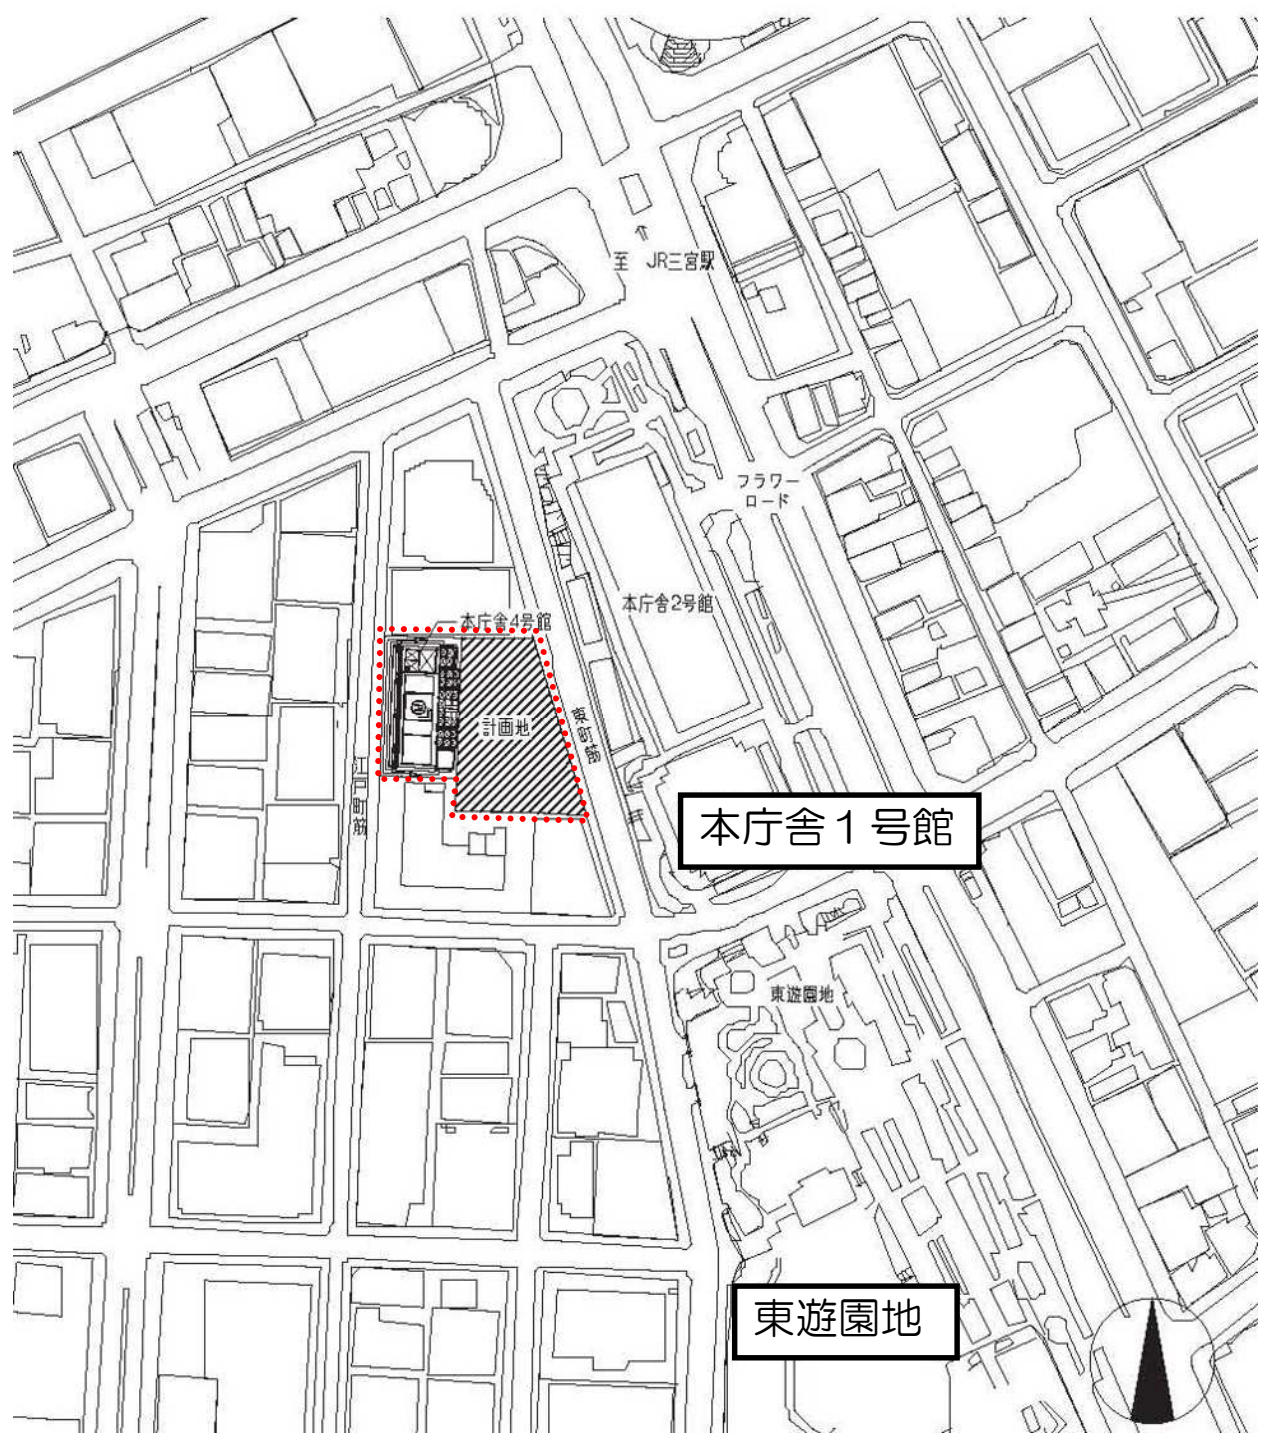 至 JR三宮駅
フラワー
ロード
本庁舎2号館
本庁舎4号館
計画地
東町筋
江戸町筋
本庁舎1号館
東遊園地
東遊園地